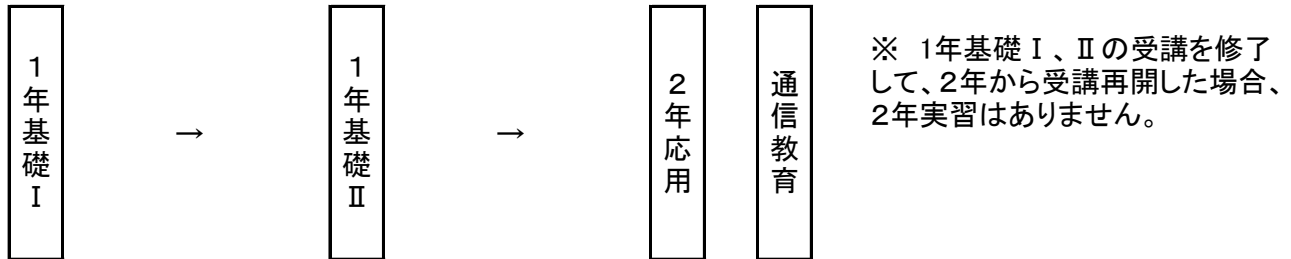 1年基礎Ⅰ
→
1年基礎Ⅱ
→
2年応用
通信教育
※ 1年基礎Ⅰ、Ⅱの受講を修了
して、2年から受講再開した場合、
2年実習はありません。